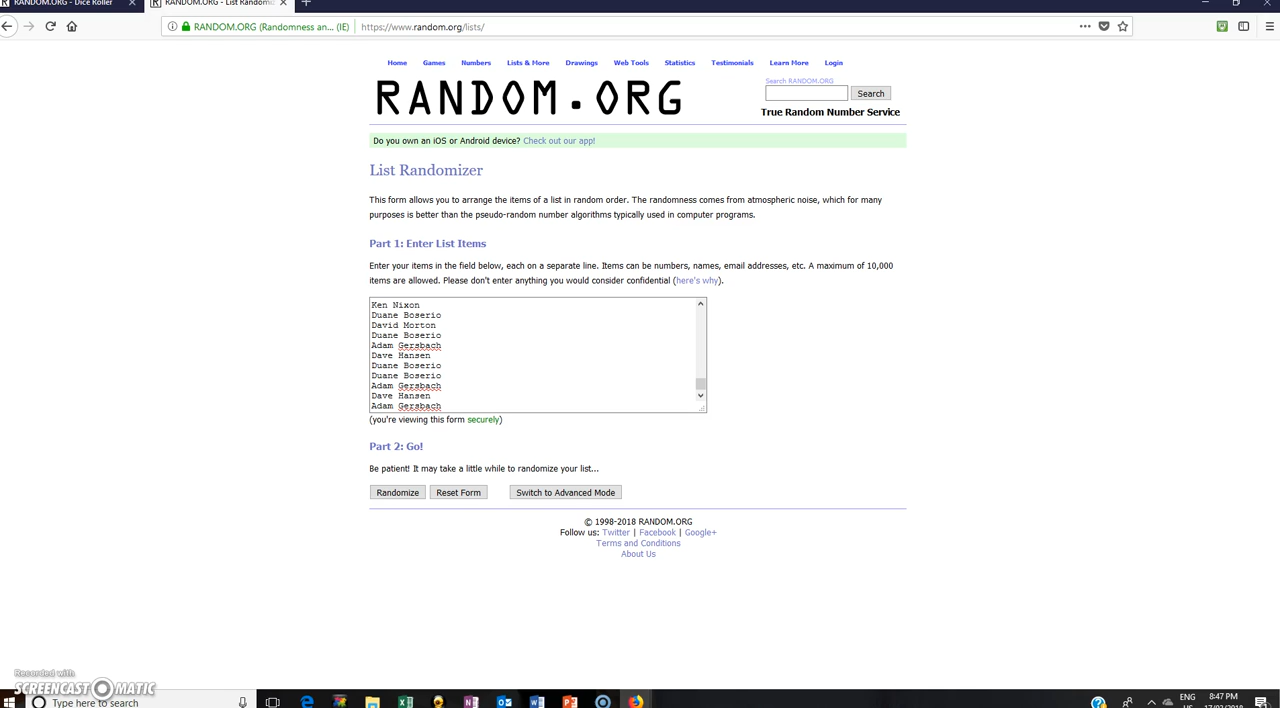 RANDOM.ORG - Dice Roller
RANDOM.ORG - List Randomi
RANDOM.ORG (Randomness an... (IE)
https://www.random.org/lists/
Home Games Numbers Lists & More Drawings Web Tools Statistics Testimonials Learn More Login
Search RANDOM.ORG
RANDOM.ORG
Search
True Random Number Service
Do you own an iOS or Android device? Check out our app!
List Randomizer
This form allows you to arrange the items of a list in random order. The randomness comes from atmospheric noise, which for many
purposes is better than the pseudo-random number algorithms typically used in computer programs.
Part 1: Enter List Items
Enter your items in the field below, each on a separate line. Items can be numbers, names, email addresses, etc. A maximum of 10,000
items are allowed. Please don't enter anything you would consider confidential (here's why).
Ken Nixon
Duane Boserio
David Morton
Duane Boserio
Adam Gersbach
Dave Hansen
Duane Boserio
Duane Boserio
Adam Gersbach
Dave Hansen
Adam Gersbach
(you're viewing this form securely)
Part 2: Go!
Be patient! It may take a little while to randomize your list...
Randomize Reset Form Switch to Advanced Mode
© 1998-2018 RANDOM.ORG
Follow us: Twitter | Facebook | Google+
Terms and Conditions
About Us
Recorded with
SCREENCAST MATIC
Type here to search
ENG
8:47 PM